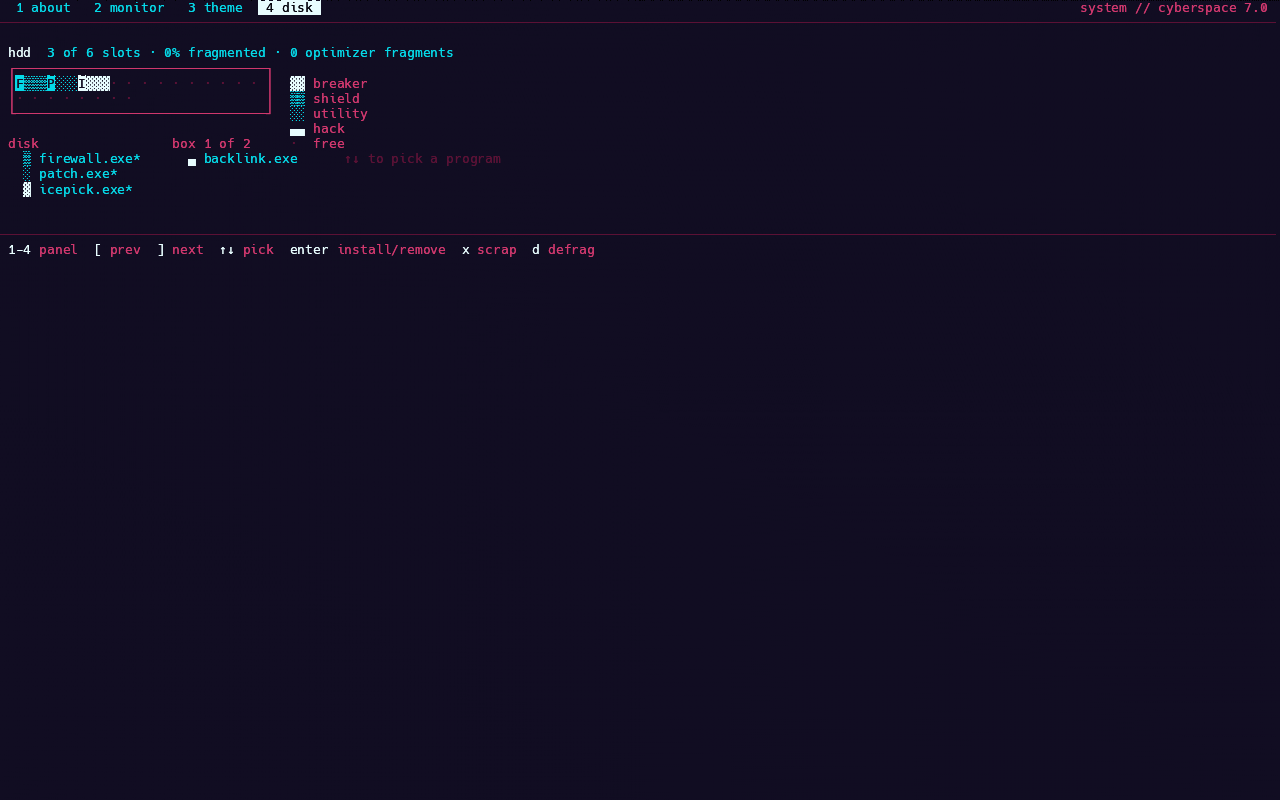 1 about 2 monitor 3 theme 4 disk system // cyberspace 7.0
hdd 3 of 6 slots · 0% fragmented · 0 optimizer fragments
F▒▒▒P░░░I▓▓▓· · · · · · · · · · ▓▓ breaker
· · · · · · · · ▒▒ shield
░░ utility
▄▄ hack
disk box 1 of 2 · free
▒ firewall.exe* ▄ backlink.exe ↑↓ to pick a program
░ patch.exe*
▓ icepick.exe*
1-4 panel [ prev ] next ↑↓ pick enter install/remove x scrap d defrag